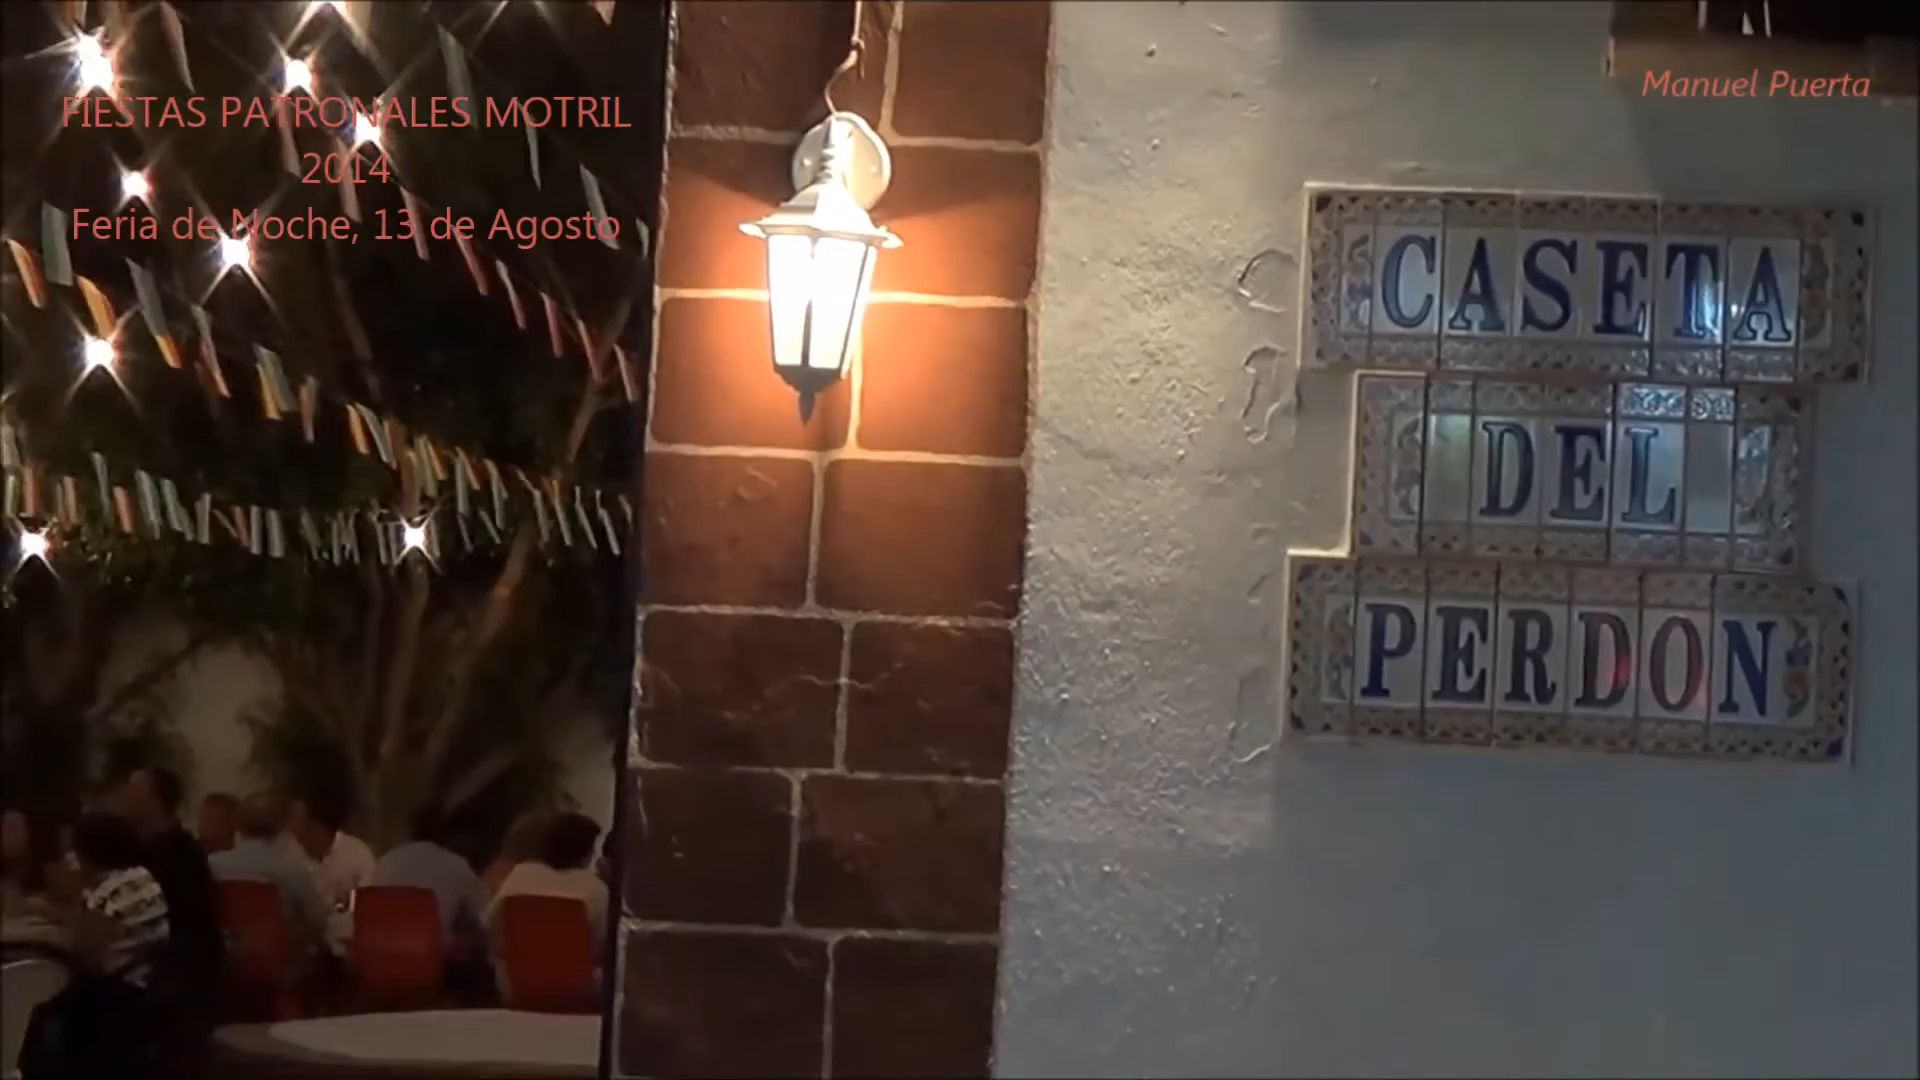 FIESTAS PATRONALES MOTRIL
2014
Feria de Noche, 13 de Agosto
Manuel Puerta
CASETA
DEL
PERDON